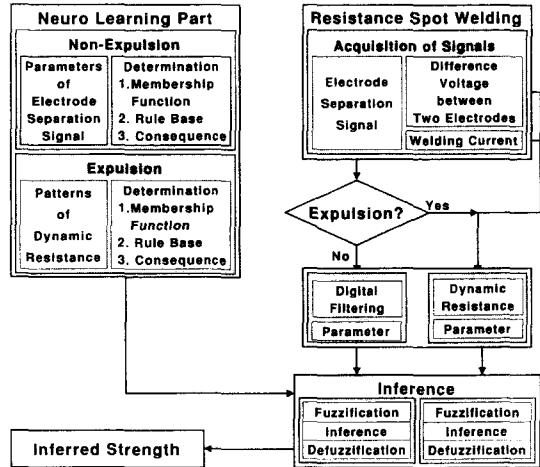 Neuro Learning Part
Non-Expulsion
Parameters
of
Electrode
Separation
Signal
Determination
1.Membership
Function
2. Rule Base
3. Consequence
Expulsion
Patterns
of
Dynamic
Resistance
Determination
1.Membership
Function
2. Rule Base
3. Consequence
Resistance Spot Welding
Acquisition of Signals
Electrode
Separation
Signal
Difference
Voltage
between
Two Electrodes
Welding Current
Expulsion?
Yes
No
Digital
Filtering
Parameter
Dynamic
Resistance
Parameter
Inference
Fuzzification
Inference
Defuzzification
Fuzzification
Inference
Defuzzification
Inferred Strength